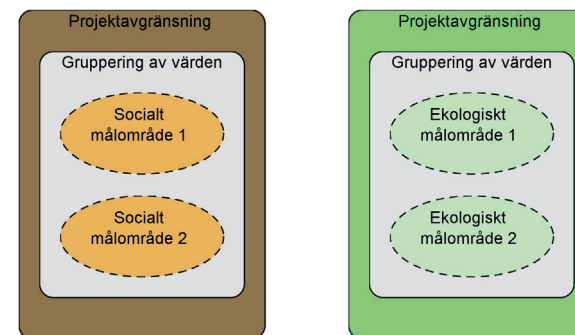 Projektavgränsning
Gruppering av värden
Socialt
målområde 1
Socialt
målområde 2
Projektavgränsning
Gruppering av värden
Ekologiskt
målområde 1
Ekologiskt
målområde 2